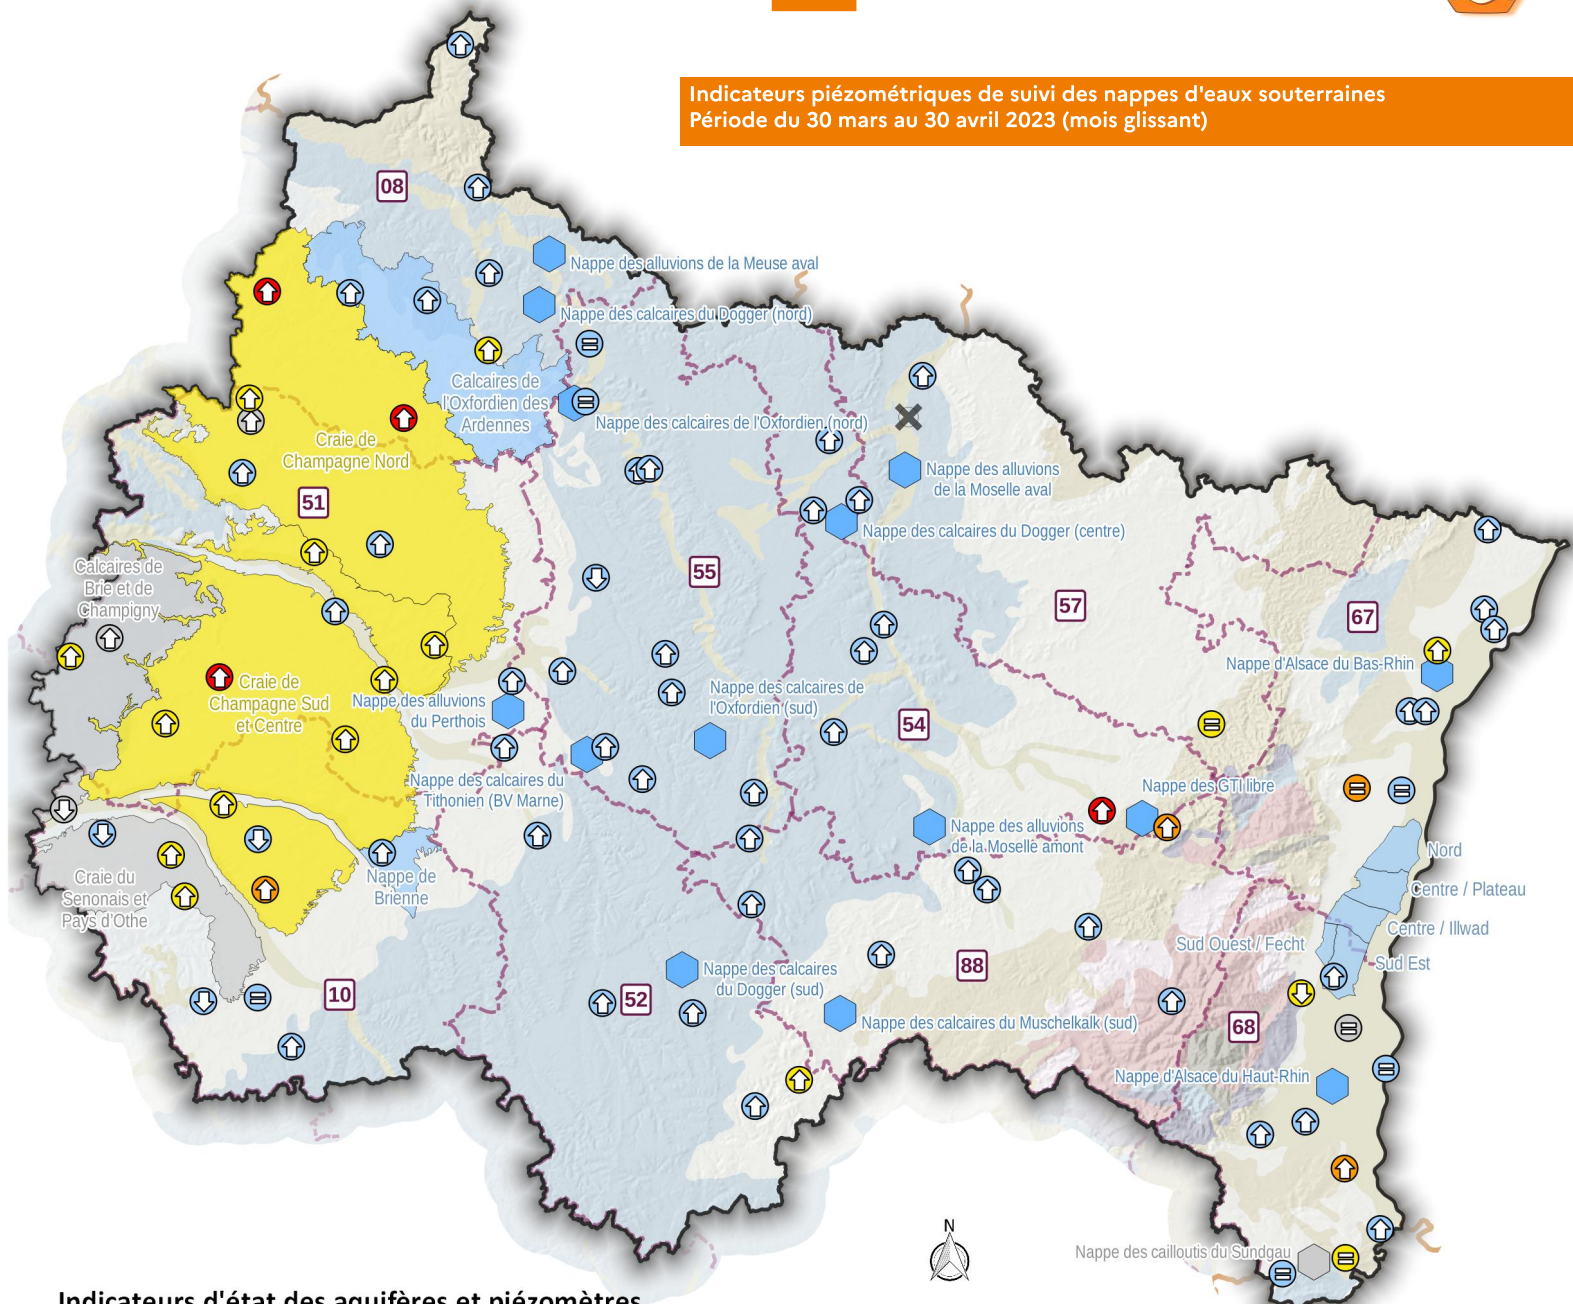 Indicateurs piézométriques de suivi des nappes d'eaux souterraines
Période du 30 mars au 30 avril 2023 (mois glissant)
08
Nappe des alluvions de la Meuse aval
Nappe des calcaires du Dogger (nord)
Calcaires de
l'Oxfordien des
Ardennes
Nappe des calcaires de l'Oxfordien (nord)
Craie de
Champagne Nord
Nappe des alluvions
de la Moselle aval
51
Nappe des calcaires du Dogger (centre)
Calcaires de
Brie et de
Champigny
55
57
67
Nappe d'Alsace du Bas-Rhin
Craie de
Champagne Sud
et Centre
Nappe des alluvions
du Perthois
Nappe des calcaires de
l'Oxfordien (sud)
54
Nappe des calcaires du
Tithonien (BV Marne)
Nappe des GTI libre
Nappe des alluvions
de la Moselle amont
Nord
Craie du
Senonais et
Pays d'Othe
Nappe de
Brienne
Centre / Plateau
Centre / Illwad
Sud Ouest / Fecht
Sud Est
10
52
Nappe des calcaires
du Dogger (sud)
88
Nappe des calcaires du Muschelkalk (sud)
68
Nappe d'Alsace du Haut-Rhin
N
Nappe des cailloutis du Sundgau
Indicateurs d'état des aquifères et piézomètres